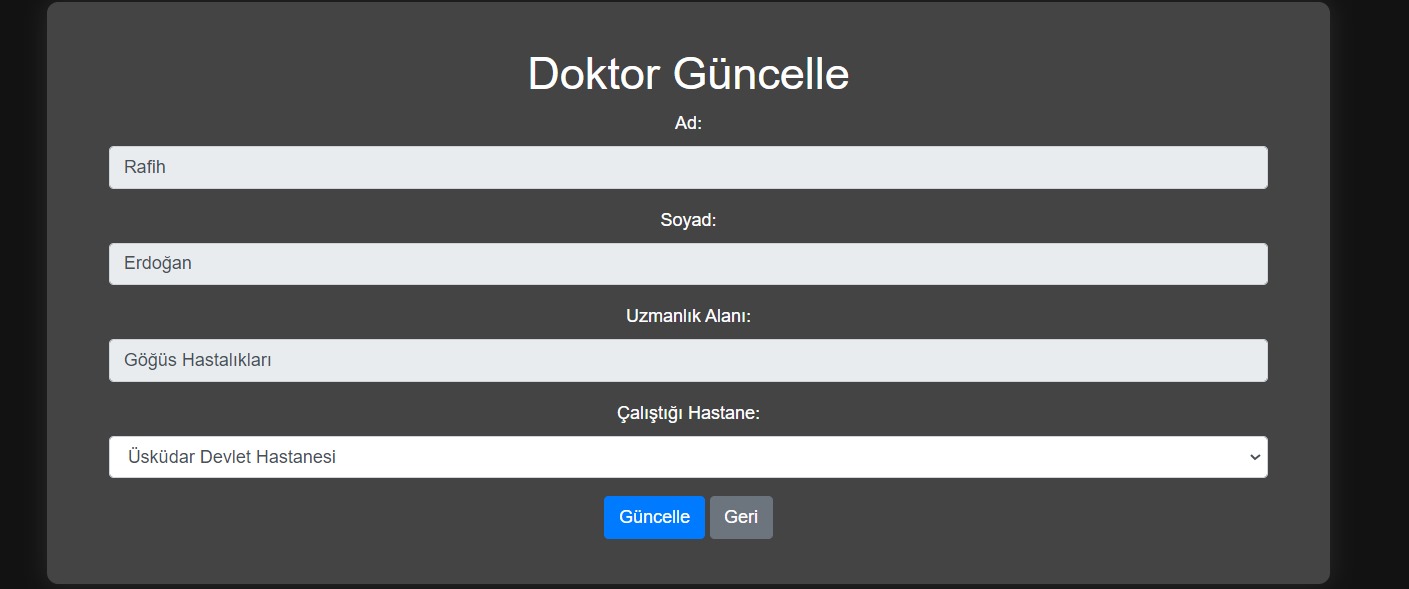 Doktor Güncelle
Ad:
Rafih
Soyad:
Erdoğan
Uzmanlık Alanı:
Göğüs Hastalıkları
Çalıştığı Hastane:
Üsküdar Devlet Hastanesi
Güncelle Geri